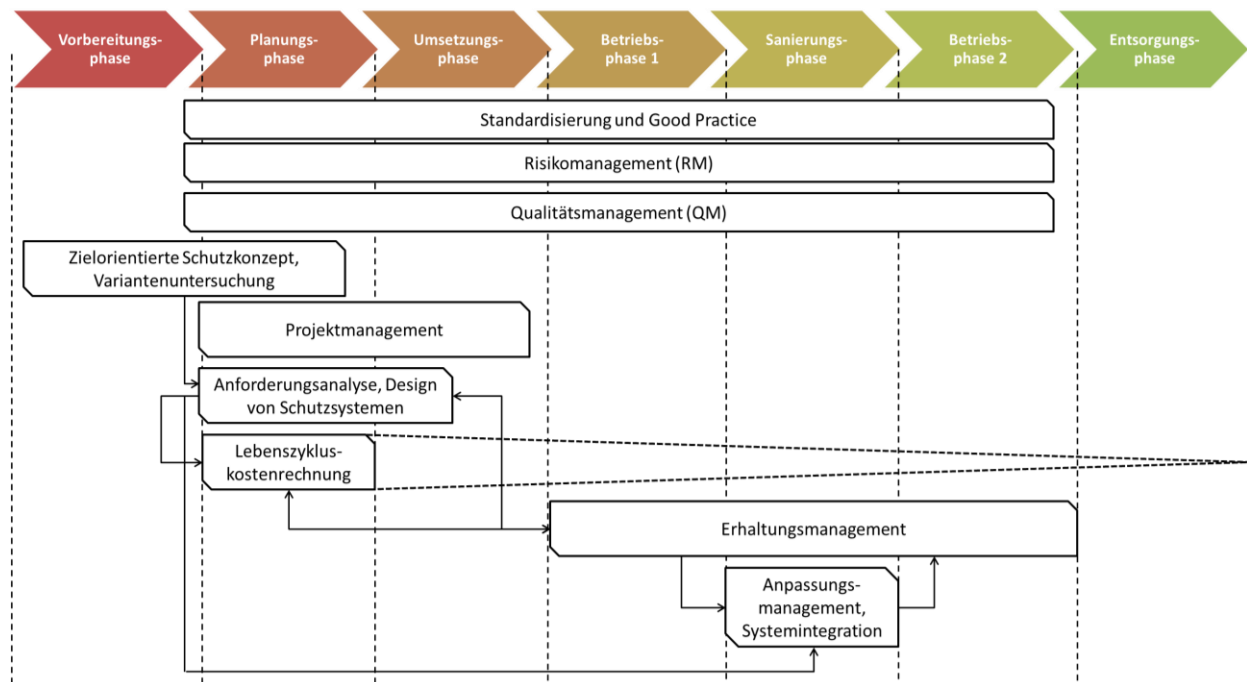 Vorbereitungs-
phase
Planungs-
phase
Umsetzungs-
phase
Betriebs-
phase 1
Sanierungs-
phase
Betriebs-
phase 2
Entsorgungs-
phase
Standardisierung und Good Practice
Risikomanagement (RM)
Qualitätsmanagement (QM)
Zielorientierte Schutzkonzept,
Variantenuntersuchung
Projektmanagement
Anforderungsanalyse, Design
von Schutzsystemen
Lebenszyklus-
kostenrechnung
Erhaltungsmanagement
Anpassungs-
management,
Systemintegration